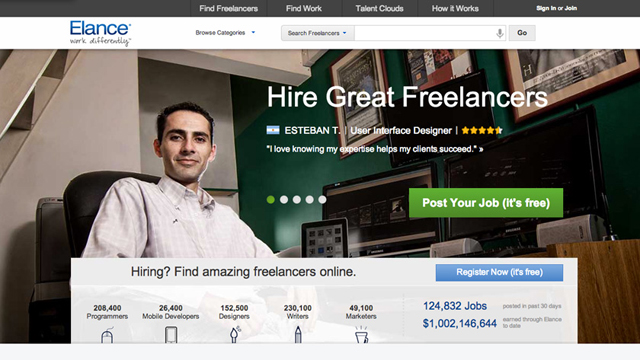 Find Freelancers Find Work Talent Clouds How it Works Sign In or Join
Elance®
work differently™
Browse Categories Search Freelancers Go
Hire Great Freelancers
ESTEBAN T. | User Interface Designer |
"I love knowing my expertise helps my clients succeed." »
Post Your Job (it's free)
Hiring? Find amazing freelancers online. Register Now (it's free)
208,400 26,400 152,500 230,100 49,100
Programmers Mobile Developers Designers Writers Marketers
124,832 Jobs posted in past 30 days
$1,002,146,644 earned through Elance
to date